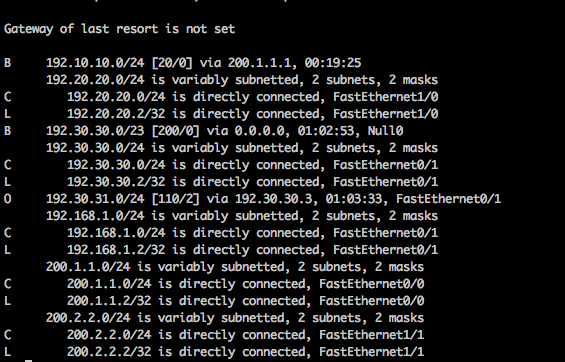 Gateway of last resort is not set
B 192.10.10.0/24 [20/0] via 200.1.1.1, 00:19:25
192.20.20.0/24 is variably subnetted, 2 subnets, 2 masks
C 192.20.20.0/24 is directly connected, FastEthernet1/0
L 192.20.20.2/32 is directly connected, FastEthernet1/0
B 192.30.30.0/23 [200/0] via 0.0.0.0, 01:02:53, Null0
192.30.30.0/24 is variably subnetted, 2 subnets, 2 masks
C 192.30.30.0/24 is directly connected, FastEthernet0/1
L 192.30.30.2/32 is directly connected, FastEthernet0/1
O 192.30.31.0/24 [110/2] via 192.30.30.3, 01:03:33, FastEthernet0/1
192.168.1.0/24 is variably subnetted, 2 subnets, 2 masks
C 192.168.1.0/24 is directly connected, FastEthernet0/1
L 192.168.1.2/32 is directly connected, FastEthernet0/1
200.1.1.0/24 is variably subnetted, 2 subnets, 2 masks
C 200.1.1.0/24 is directly connected, FastEthernet0/0
L 200.1.1.2/32 is directly connected, FastEthernet0/0
200.2.2.0/24 is variably subnetted, 2 subnets, 2 masks
C 200.2.2.0/24 is directly connected, FastEthernet1/1
L 200.2.2.2/32 is directly connected, FastEthernet1/1